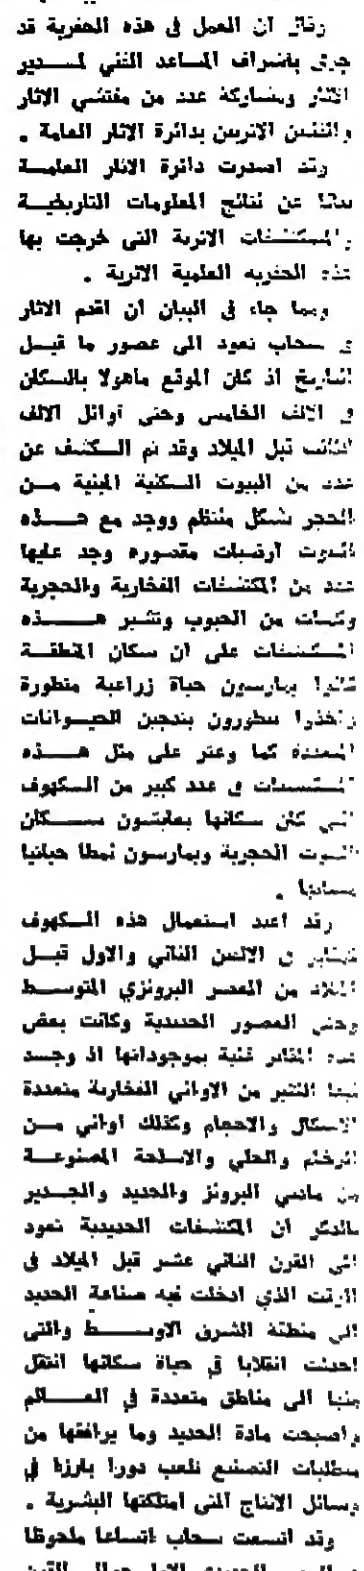 وقال ان العمل في هذه الحفرية قد
جرى باشراف المساعد الفني لمدير
الاثار ومشاركة عدد من مفتشي الاثار
والفنيين الاثريين بدائرة الاثار العامة .
وقد اصدرت دائرة الاثار العامة
بيانا عن نتائج المعلومات التاريخية
والمكتشفات الاثرية التي خرجت بها
هذه الحفريه العلمية الاثرية .
ومما جاء في البيان ان اقدم الاثار
في سحاب تعود الى عصور ما قبل
التاريخ اذ كان الموقع مأهولا بالسكان
في الالف الخامس وحتى اوائل الالف
الثالث قبل الميلاد وقد تم الكشف عن
عدد من البيوت السكنية المبنية من
الحجر بشكل منتظم ووجد مع هذه
البيوت ارضيات مقصوره وجد عليها
عدد من المكتشفات الفخارية والحجرية
وكميات من الحبوب وتشير هذه
المكتشفات على ان سكان المنطقة
كانوا يمارسون حياة زراعية متطورة
واخذوا يتطورون بتدجين الحيوانات
المتعددة كما وعثر على مثل هذه
المكتشفات في عدد كبير من الكهوف
التي كان سكانها يعايشون سكان
البيوت الحجرية ويمارسون نمطا حياتيا
مماثلا .
وقد اعيد استعمال هذه الكهوف
كمقابر في الالفين الثاني والاول قبل
الميلاد من العصر البرونزي المتوسط
وحتى العصور الحديدية وكانت بعض
هذه المقابر غنية بموجوداتها اذ وجد
فيها الكثير من الاواني الفخارية متعددة
الاشكال والاحجام وكذلك اواني من
الرخام والحلي والاسلحة المصنوعة
من مادتي البرونز والحديد والجدير
بالذكر ان المكتشفات الحديدية تعود
الى القرن الثاني عشر قبل الميلاد في
الوقت الذي ادخلت فيه صناعة الحديد
الى منطقة الشرق الاوسط والتي
احدثت انقلابا في حياة سكانها انتقل
منها الى مناطق متعددة في العالم
واصبحت مادة الحديد وما يرافقها من
متطلبات التصنيع تلعب دورا بارزا في
وسائل الانتاج التي امتلكتها البشرية .
وقد اتسعت سحاب اتساعا ملحوظا